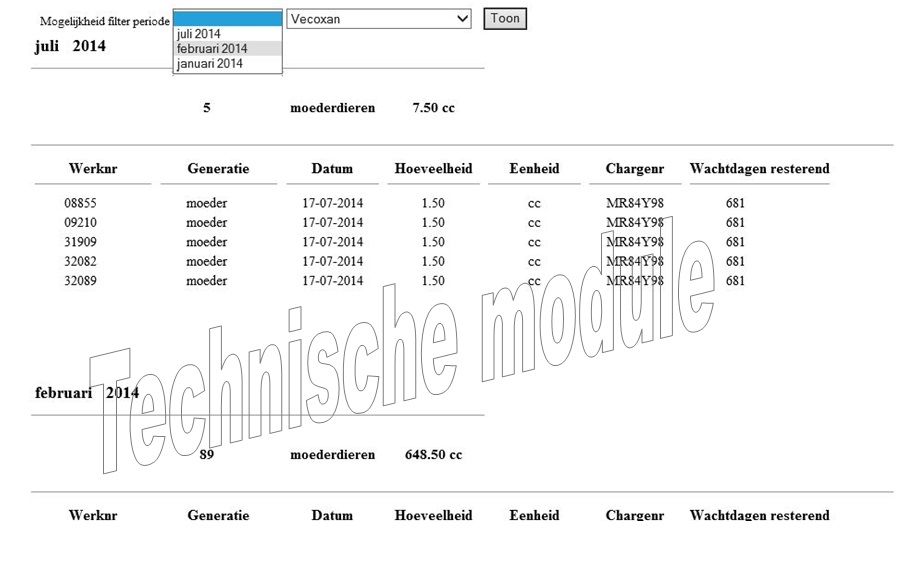 Mogelijkheid filter periode Vecoxan Toon
juli 2014
februari 2014
januari 2014
juli 2014
5 moederdieren 7.50 cc
Werknr Generatie Datum Hoeveelheid Eenheid Chargenr Wachtdagen resterend
08855 moeder 17-07-2014 1.50 cc MR84Y98 681
09210 moeder 17-07-2014 1.50 cc MR84Y98 681
31909 moeder 17-07-2014 1.50 cc MR84Y98 681
32082 moeder 17-07-2014 1.50 cc MR84Y98 681
32089 moeder 17-07-2014 1.50 cc MR84Y98 681
Technische module
februari 2014
89 moederdieren 648.50 cc
Werknr Generatie Datum Hoeveelheid Eenheid Chargenr Wachtdagen resterend